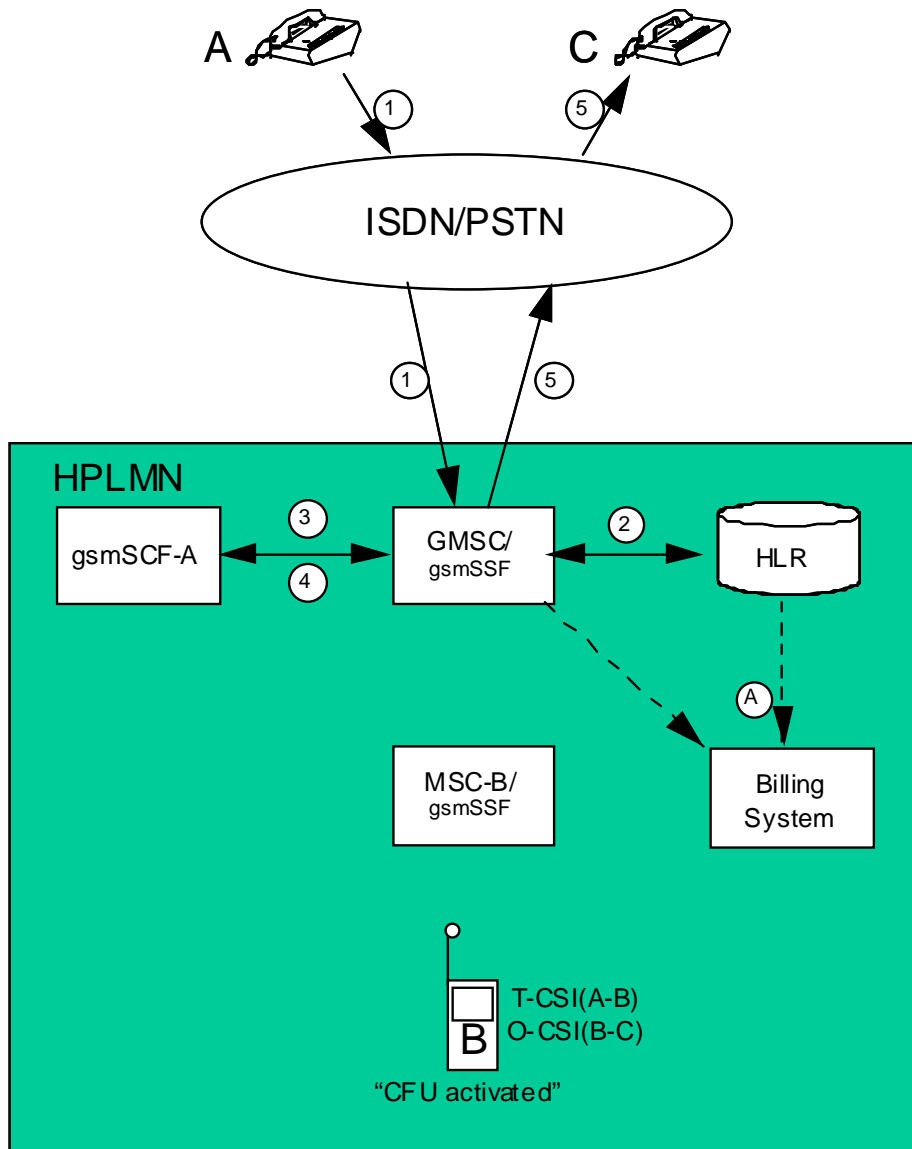 A
C
1
5
ISDN/PSTN
1
5
HPLMN
3
2
gsmSCF-A
GMSC/
gsmSSF
HLR
4
A
MSC-B/
gsmSSF
Billing
System
T-CSI(A-B)
B O-CSI(B-C)
“CFU activated”